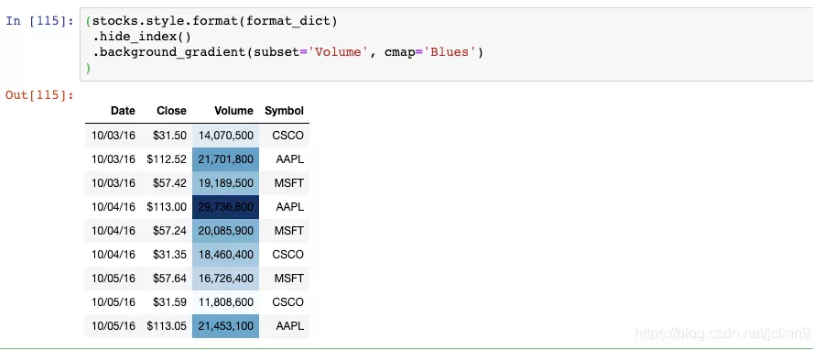 In [115]: (stocks.style.format(format_dict)
.hide_index()
.background_gradient(subset='Volume', cmap='Blues')
)
Out[115]:
Date Close Volume Symbol
10/03/16 $31.50 14,070,500 CSCO
10/03/16 $112.52 21,701,800 AAPL
10/03/16 $57.42 19,189,500 MSFT
10/04/16 $113.00 29,736,800 AAPL
10/04/16 $57.24 20,085,900 MSFT
10/04/16 $31.35 18,460,400 CSCO
10/05/16 $57.64 16,726,400 MSFT
10/05/16 $31.59 11,808,600 CSCO
10/05/16 $113.05 21,453,100 AAPL